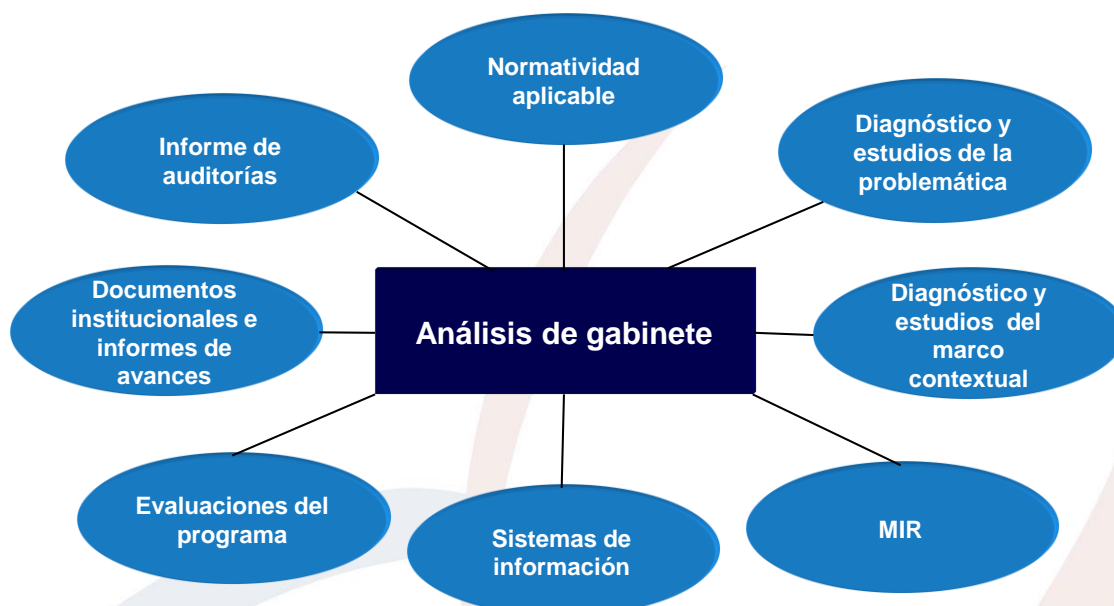 Normatividad
aplicable
Informe de
auditorías
Diagnóstico y
estudios de la
problemática
Documentos
institucionales e
informes de
avances
Análisis de gabinete
Diagnóstico y
estudios del
marco
contextual
Evaluaciones del
programa
Sistemas de
información
MIR